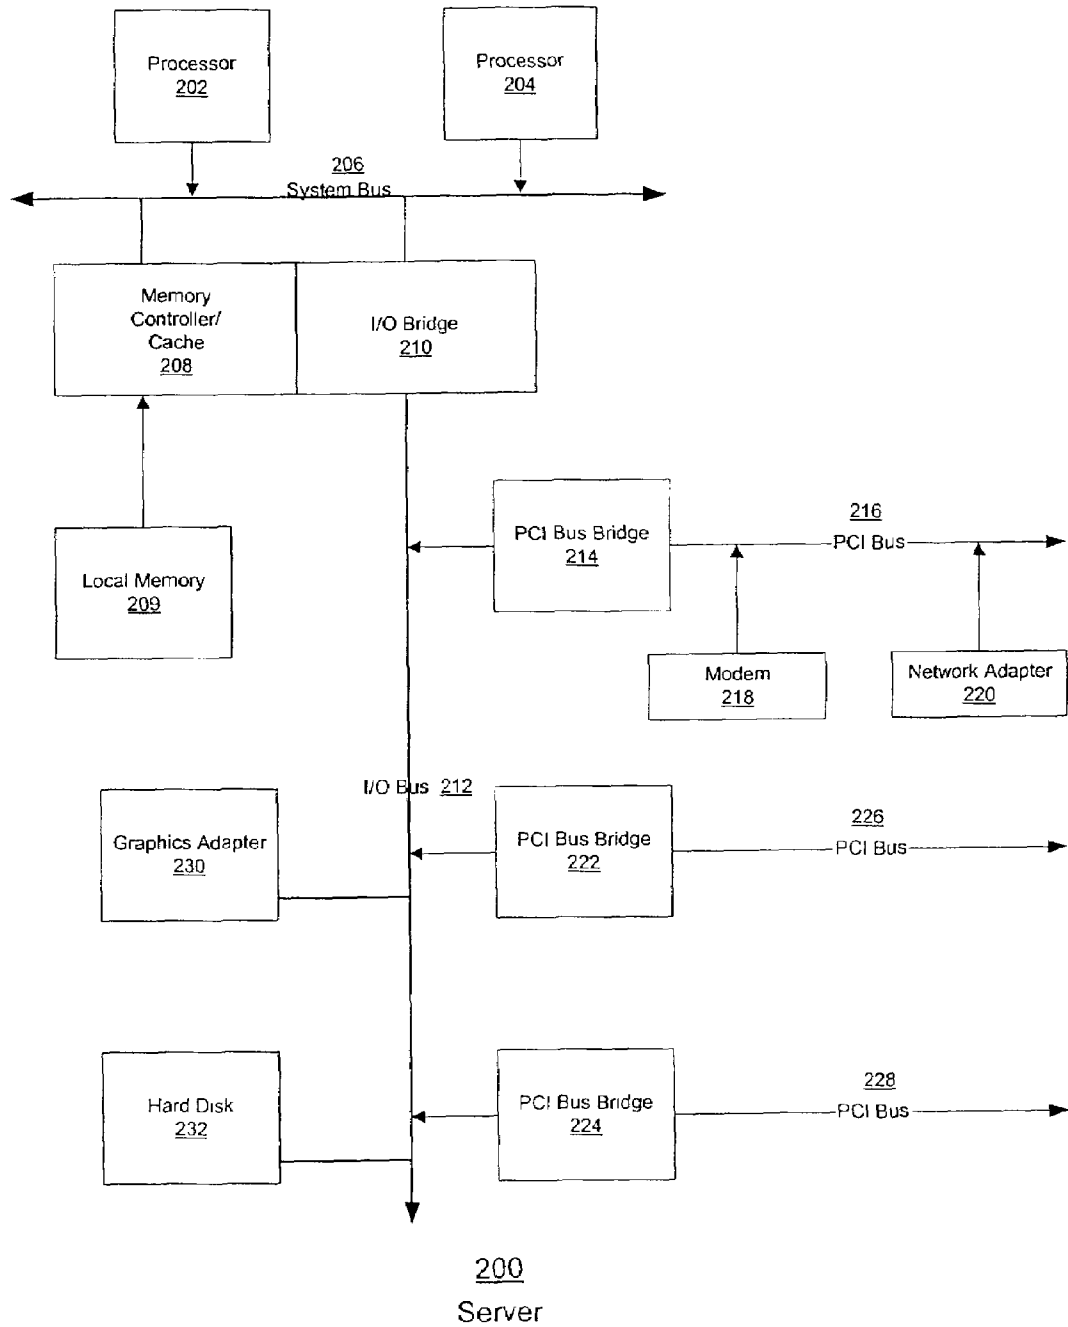 Processor
202
Processor
204
206
System Bus
Memory
Controller/
Cache
208
I/O Bridge
210
PCI Bus Bridge
214
216
PCI Bus
Local Memory
209
Modem
218
Network Adapter
220
I/O Bus 212
Graphics Adapter
230
PCI Bus Bridge
222
226
PCI Bus
Hard Disk
232
PCI Bus Bridge
224
228
PCI Bus
200
Server